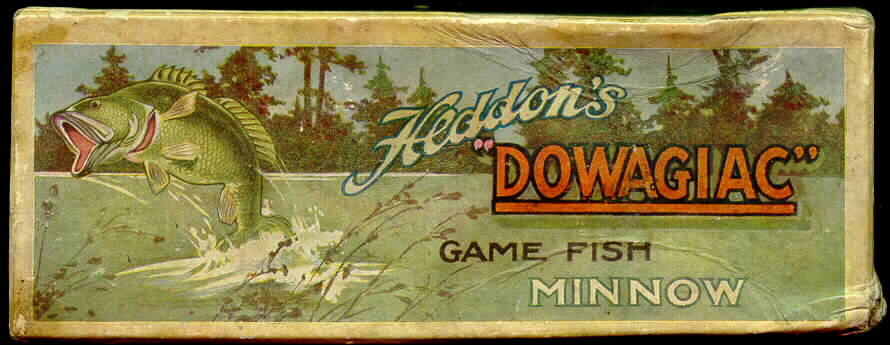 Heddon's
"DOWAGIAC"
GAME FISH
MINNOW